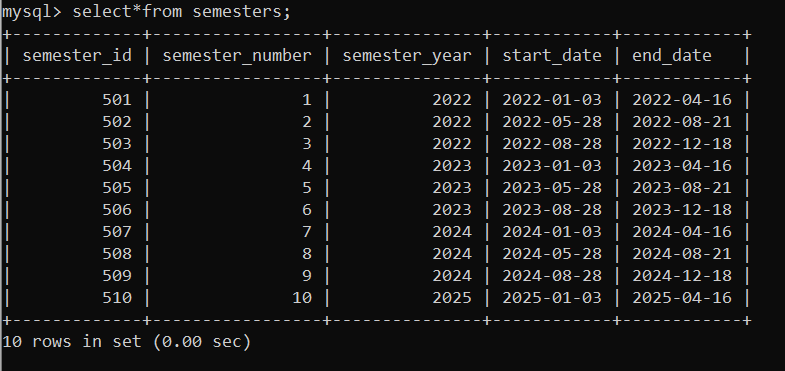 mysql> select*from semesters;
+-------------+-----------------+---------------+------------+------------+
| semester_id | semester_number | semester_year | start_date | end_date   |
+-------------+-----------------+---------------+------------+------------+
|         501 |               1 |          2022 | 2022-01-03 | 2022-04-16 |
|         502 |               2 |          2022 | 2022-05-28 | 2022-08-21 |
|         503 |               3 |          2022 | 2022-08-28 | 2022-12-18 |
|         504 |               4 |          2023 | 2023-01-03 | 2023-04-16 |
|         505 |               5 |          2023 | 2023-05-28 | 2023-08-21 |
|         506 |               6 |          2023 | 2023-08-28 | 2023-12-18 |
|         507 |               7 |          2024 | 2024-01-03 | 2024-04-16 |
|         508 |               8 |          2024 | 2024-05-28 | 2024-08-21 |
|         509 |               9 |          2024 | 2024-08-28 | 2024-12-18 |
|         510 |              10 |          2025 | 2025-01-03 | 2025-04-16 |
+-------------+-----------------+---------------+------------+------------+
10 rows in set (0.00 sec)